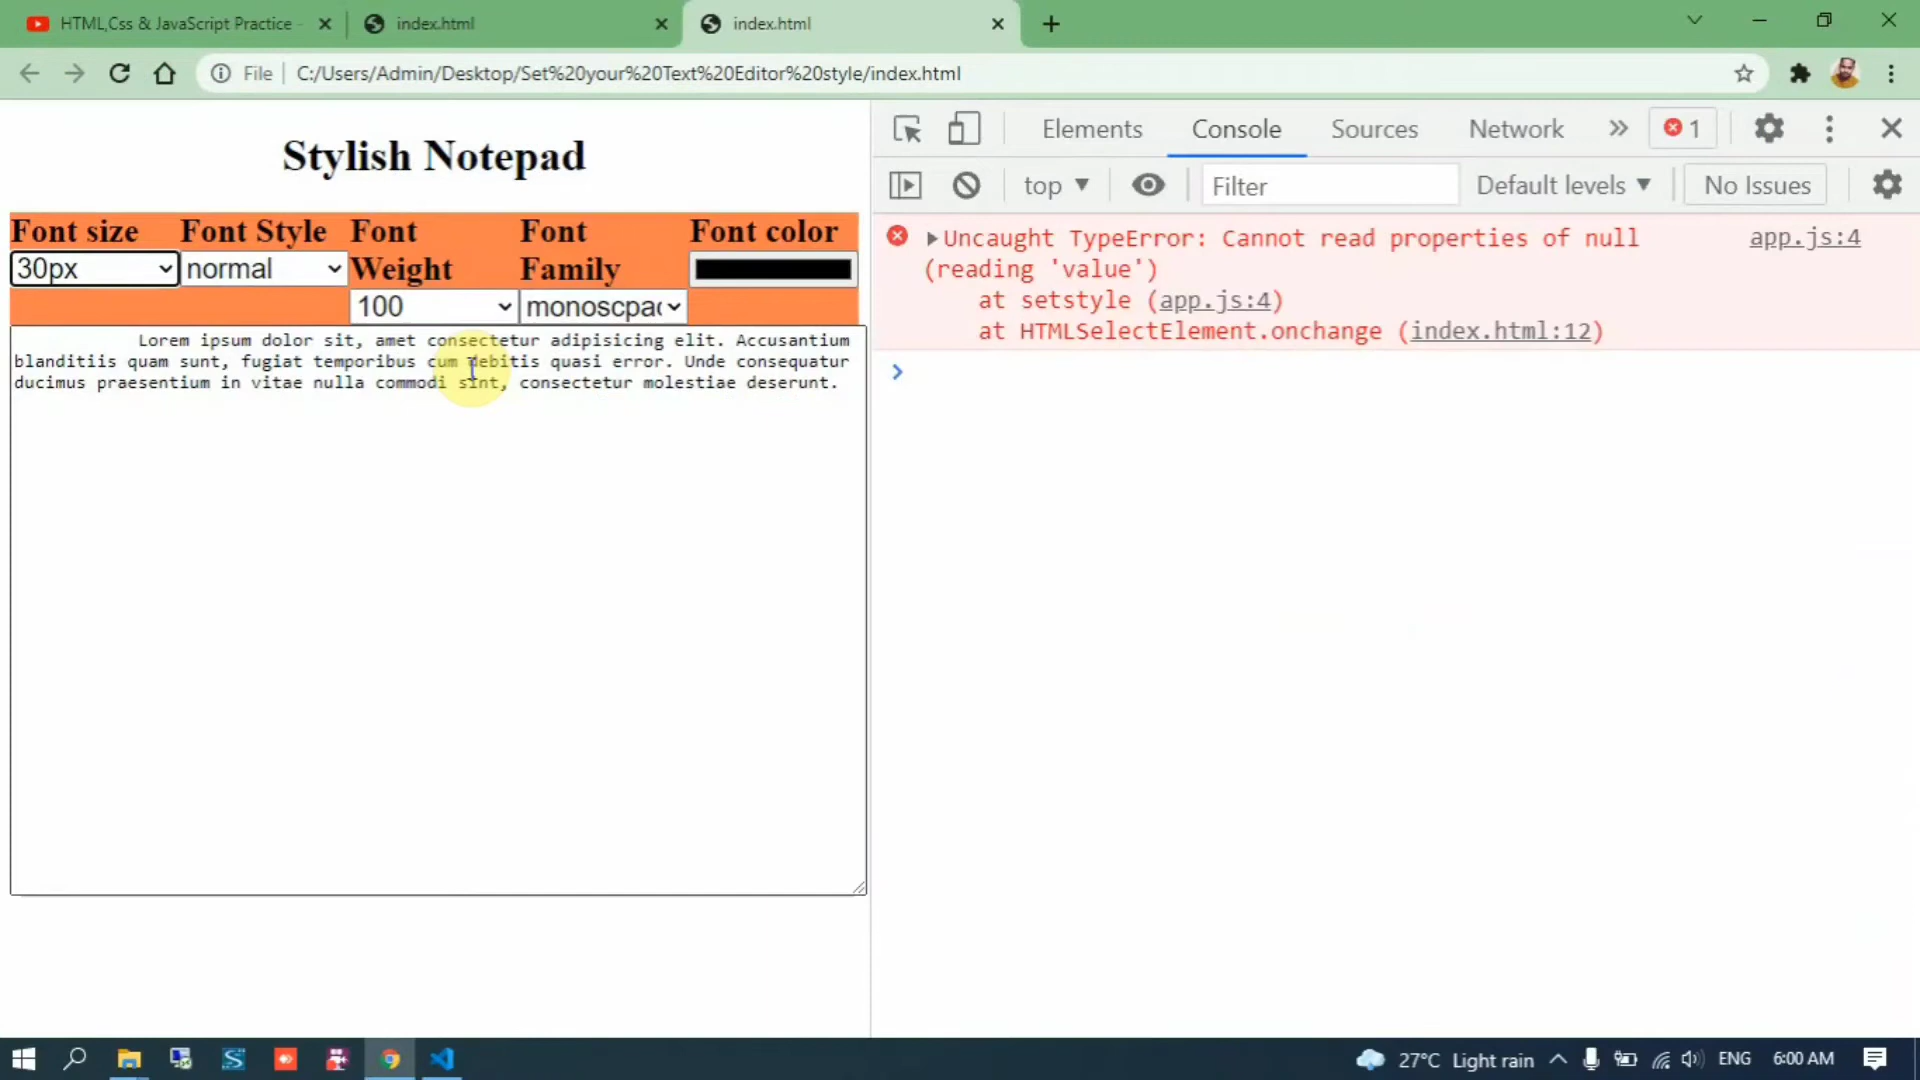 HTML,Css & JavaScript Practice -
index.html
index.html
File
C:/Users/Admin/Desktop/Set%20your%20Text%20Editor%20style/index.html
Stylish Notepad
Font size
Font Style
Font Weight
Font Family
Font color
30px
normal
100
monoscpac
Lorem ipsum dolor sit, amet consectetur adipisicing elit. Accusantium
blanditiis quam sunt, fugiat temporibus cum debitis quasi error. Unde consequatur
ducimus praesentium in vitae nulla commodi sint, consectetur molestiae deserunt.
Elements
Console
Sources
Network
1
top
Filter
Default levels
No Issues
Uncaught TypeError: Cannot read properties of null
app.js:4
(reading 'value')
at setstyle (app.js:4)
at HTMLSelectElement.onchange (index.html:12)
27°C Light rain
ENG
6:00 AM